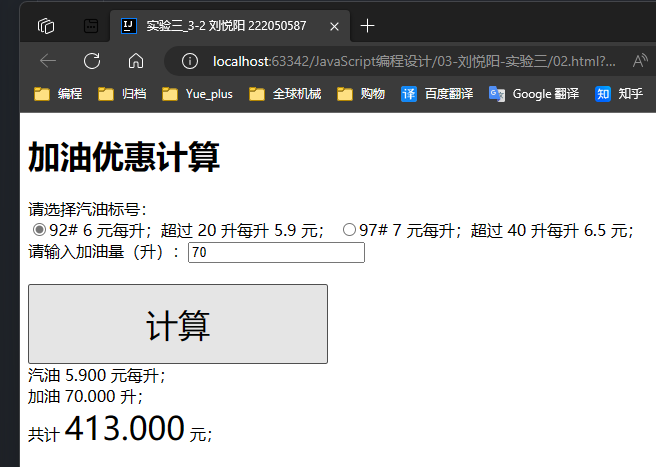 实验三_3-2 刘悦阳 222050587
localhost:63342/JavaScript编程设计/03-刘悦阳-实验三/02.html?...
编程 归档 Yue_plus 全球机械 购物 译 百度翻译 G Google 翻译 知 知乎
加油优惠计算
请选择汽油标号：
92# 6 元每升；超过 20 升每升 5.9 元； 97# 7 元每升；超过 40 升每升 6.5 元；
请输入加油量（升）：70
计算
汽油 5.900 元每升；
加油 70.000 升；
共计 413.000 元；